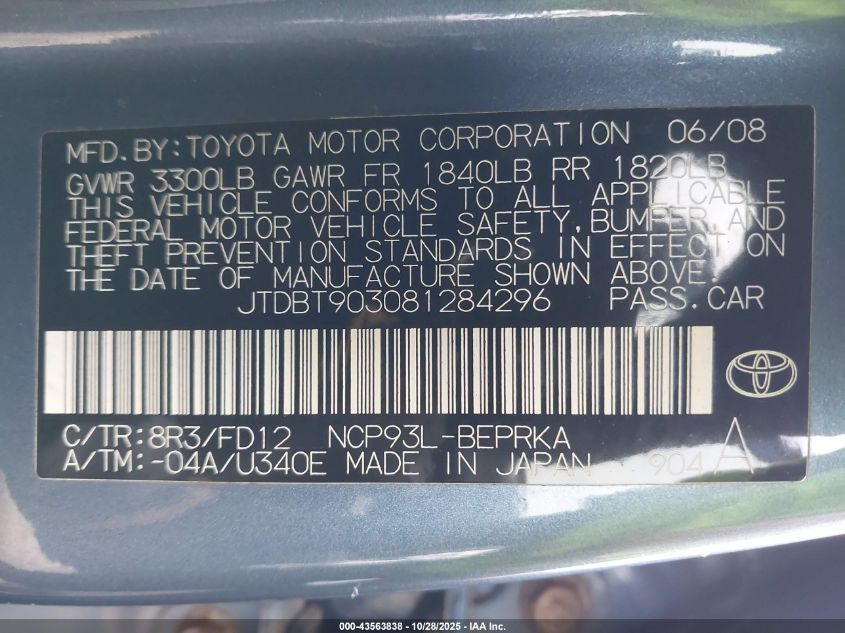 MFD.BY:TOYOTA MOTOR CORPORATION 06/08
GVWR 3300LB GAWR FR 1840LB RR 1820LB
THIS VEHICLE CONFORMS TO ALL APPLICABLE
FEDERAL MOTOR VEHICLE SAFETY,BUMPER,AND
THEFT PREVENTION STANDARDS IN EFFECT ON
THE DATE OF MANUFACTURE SHOWN ABOVE.
JTDBT903081284296 PASS.CAR
C/TR:8R3/FD12 NCP93L-BEPRKA
A/TM:-04A/U340E MADE IN JAPAN 904 A
000-43563838 - 10/28/2025 - IAA Inc.